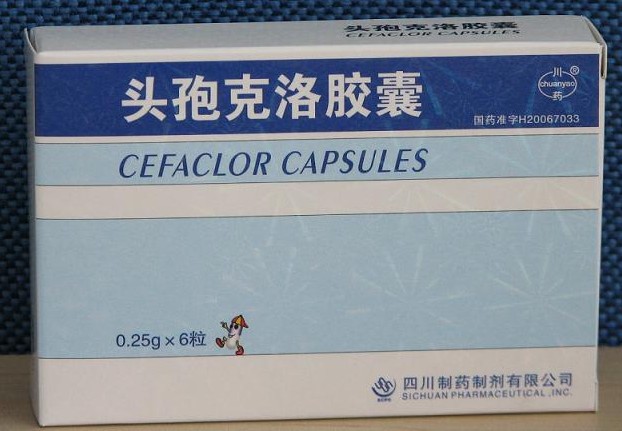 头孢克洛胶囊
CEFACLOR CAPSULES
头孢克洛胶囊
川
chuanyao
药
®
国药准字H20067033
CEFACLOR CAPSULES
0.25g×6粒
四川制药制剂有限公司
SICHUAN PHARMACEUTICAL,INC.